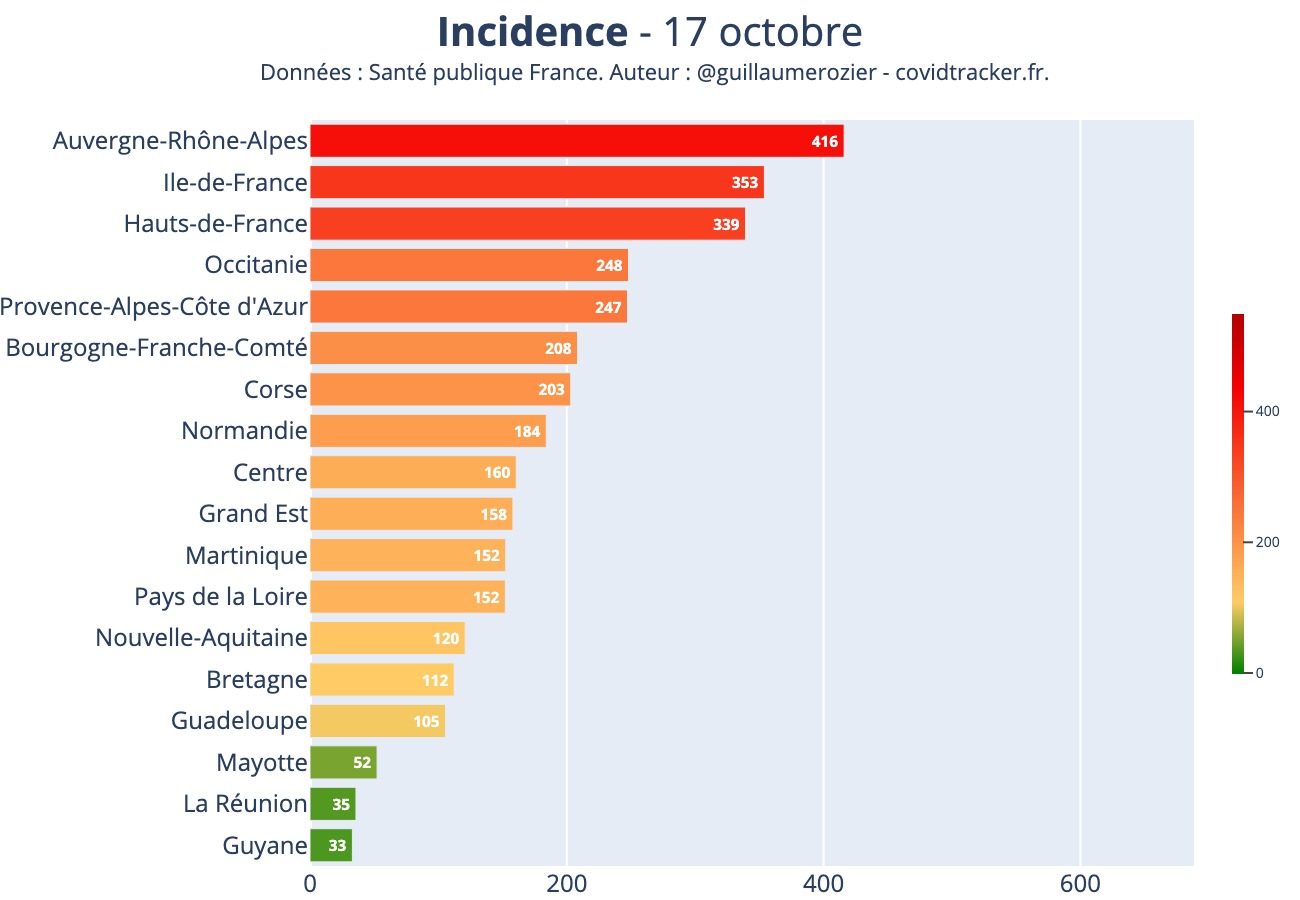 Incidence - 17 octobre
Données : Santé publique France. Auteur : @guillaumerozier - covidtracker.fr.
Auvergne-Rhône-Alpes 416
Ile-de-France 353
Hauts-de-France 339
Occitanie 248
Provence-Alpes-Côte d'Azur 247
Bourgogne-Franche-Comté 208
Corse 203
Normandie 184
Centre 160
Grand Est 158
Martinique 152
Pays de la Loire 152
Nouvelle-Aquitaine 120
Bretagne 112
Guadeloupe 105
Mayotte 52
La Réunion 35
Guyane 33
0 200 400 600
400
200
0